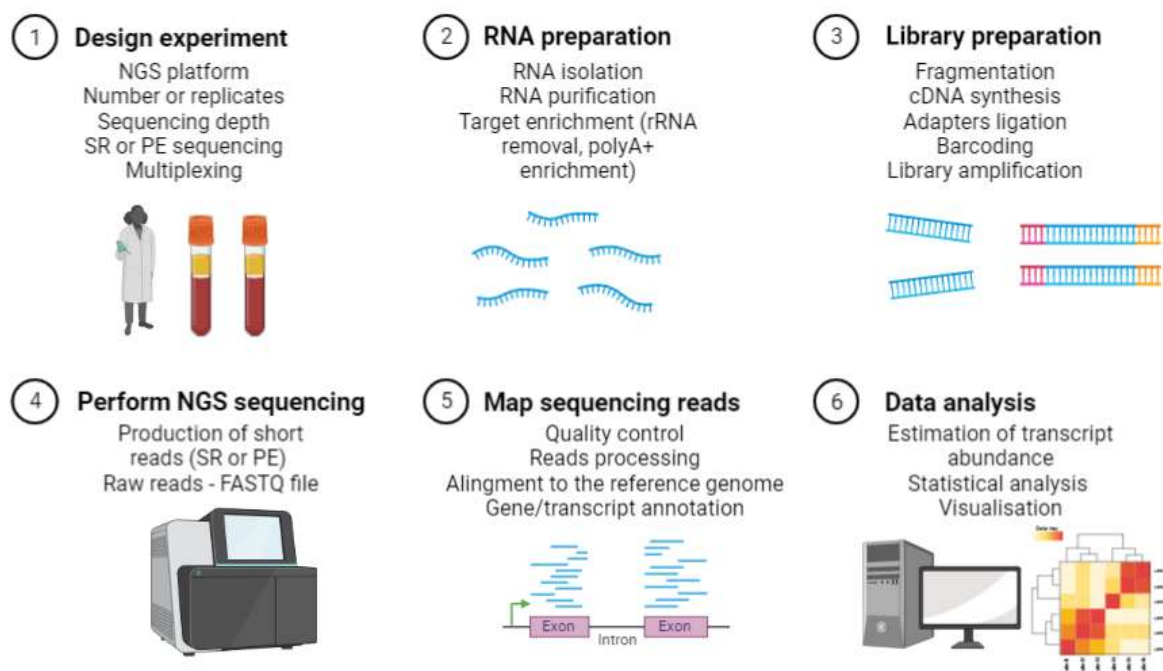 1 Design experiment
NGS platform
Number or replicates
Sequencing depth
SR or PE sequencing
Multiplexing
2 RNA preparation
RNA isolation
RNA purification
Target enrichment (rRNA
removal, polyA+
enrichment)
3 Library preparation
Fragmentation
cDNA synthesis
Adapters ligation
Barcoding
Library amplification
4 Perform NGS sequencing
Production of short
reads (SR or PE)
Raw reads - FASTQ file
5 Map sequencing reads
Quality control
Reads processing
Alingment to the reference genome
Gene/transcript annotation
Exon
Intron
Exon
6 Data analysis
Estimation of transcript
abundance
Statistical analysis
Visualisation